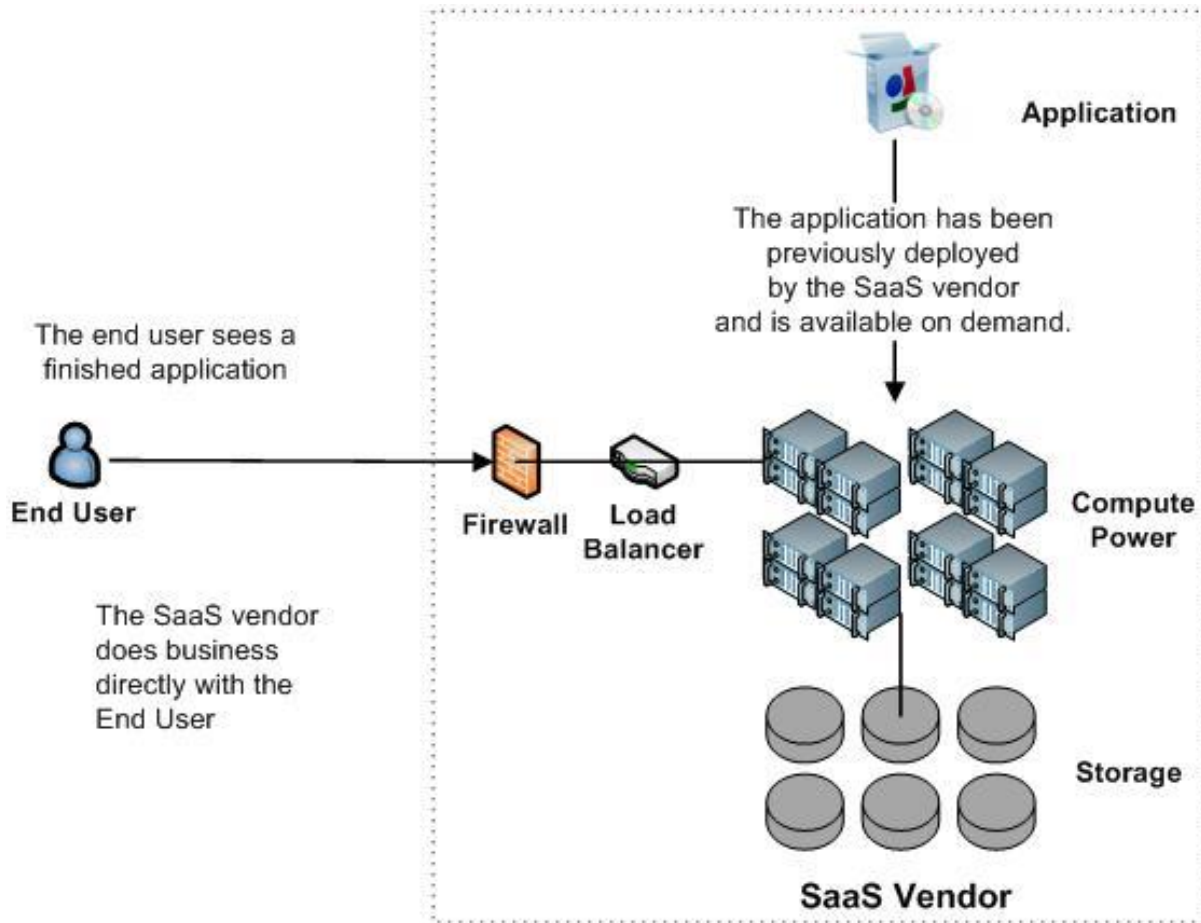 Application
The application has been
previously deployed
by the SaaS vendor
and is available on demand.
The end user sees a
finished application
End User
Firewall
Load
Balancer
Compute
Power
The SaaS vendor
does business
directly with the
End User
Storage
SaaS Vendor